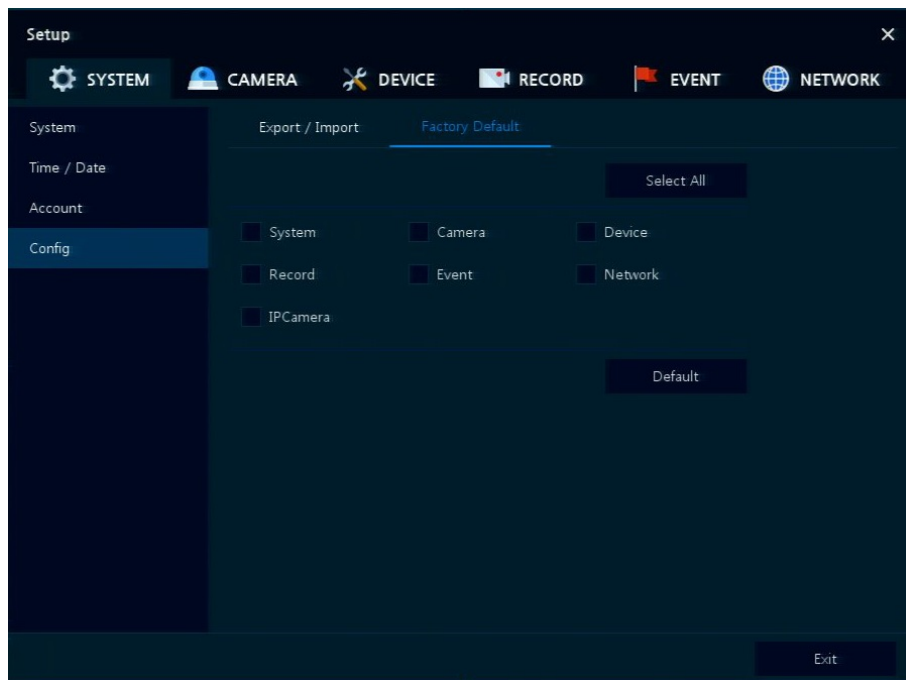 Setup
SYSTEM CAMERA DEVICE RECORD EVENT NETWORK
System
Time / Date
Account
Config
Export / Import Factory Default
Select All
System Camera Device
Record Event Network
IPCamera
Default
Exit